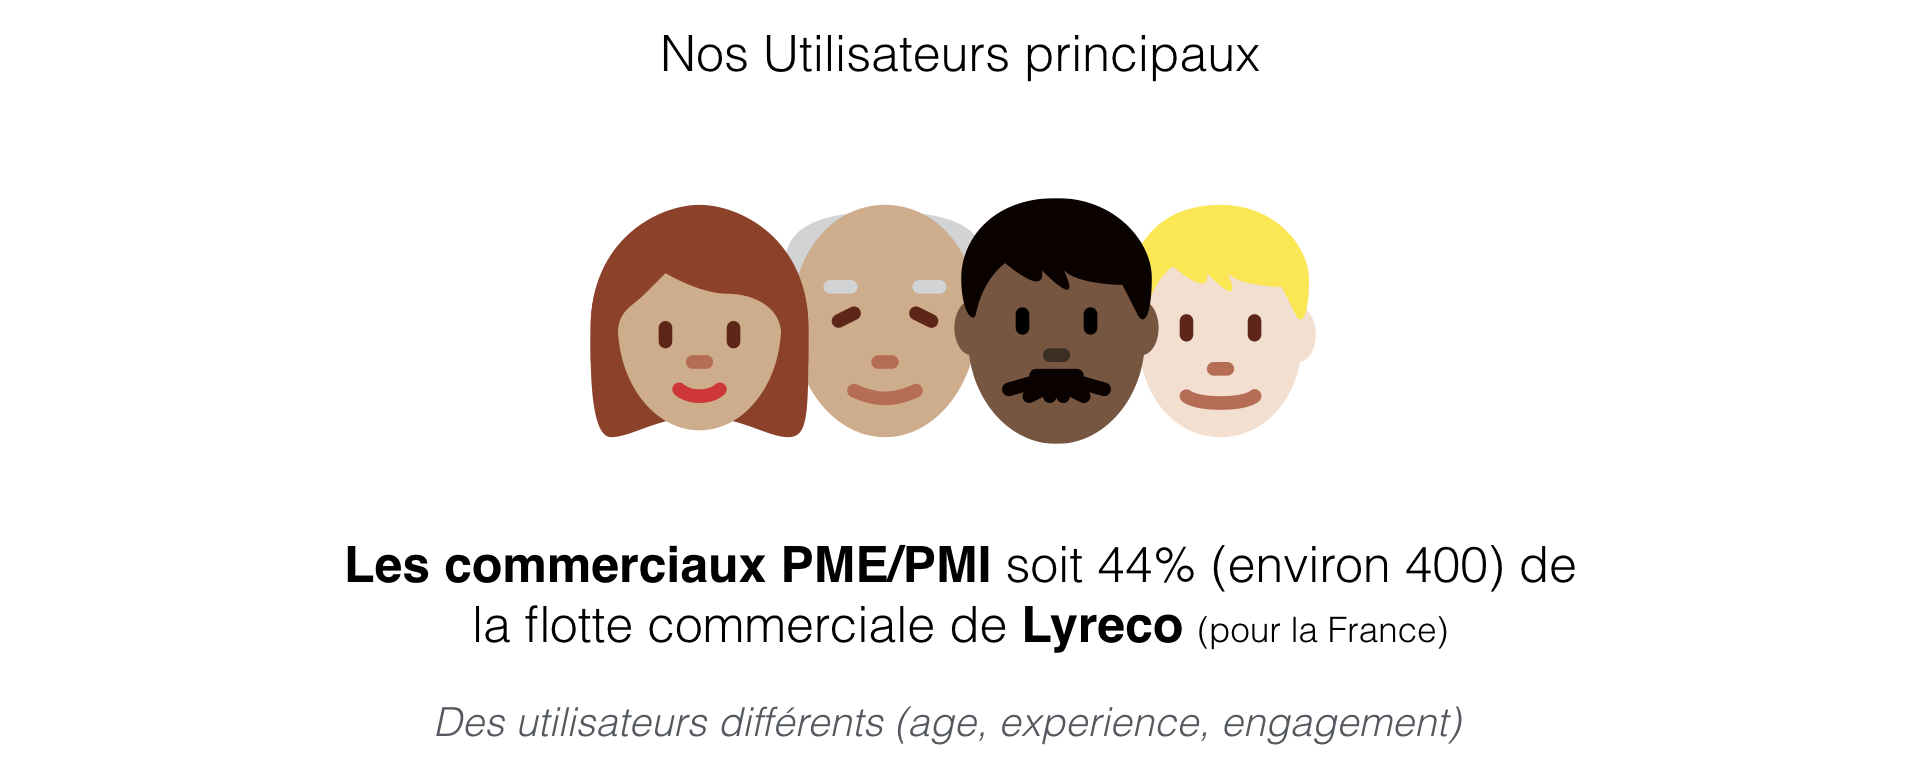 Nos Utilisateurs principaux
Les commerciaux PME/PMI soit 44% (environ 400) de
la flotte commerciale de Lyreco (pour la France)
Des utilisateurs différents (age, experience, engagement)